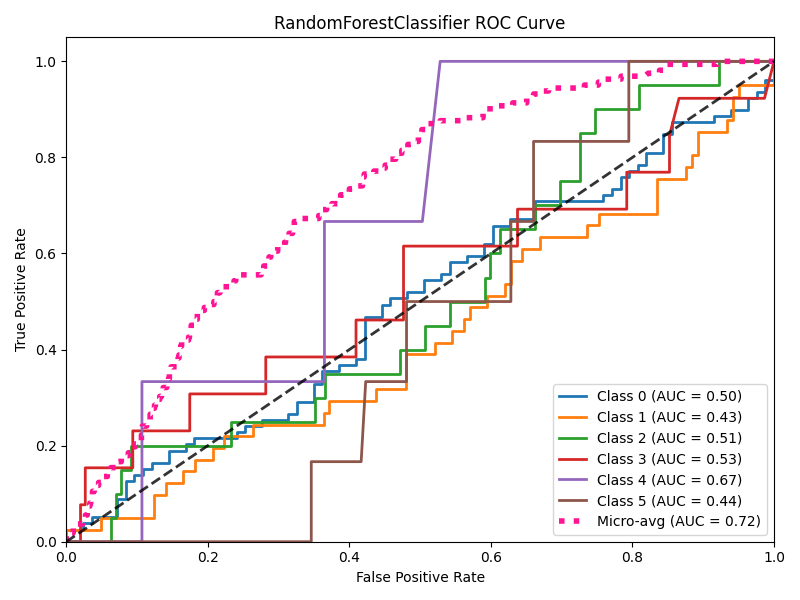 RandomForestClassifier ROC Curve
True Positive Rate
1.0
0.8
0.6
0.4
0.2
0.0
0.0 0.2 0.4 0.6 0.8 1.0
False Positive Rate
Class 0 (AUC = 0.50)
Class 1 (AUC = 0.43)
Class 2 (AUC = 0.51)
Class 3 (AUC = 0.53)
Class 4 (AUC = 0.67)
Class 5 (AUC = 0.44)
Micro-avg (AUC = 0.72)